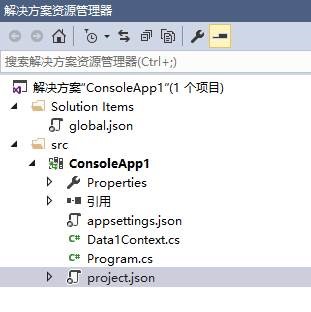 解决方案资源管理器
搜索解决方案资源管理器(Ctrl+;)
解决方案"ConsoleApp1"(1 个项目)
Solution Items
global.json
src
ConsoleApp1
Properties
引用
appsettings.json
C# Data1Context.cs
C# Program.cs
project.json